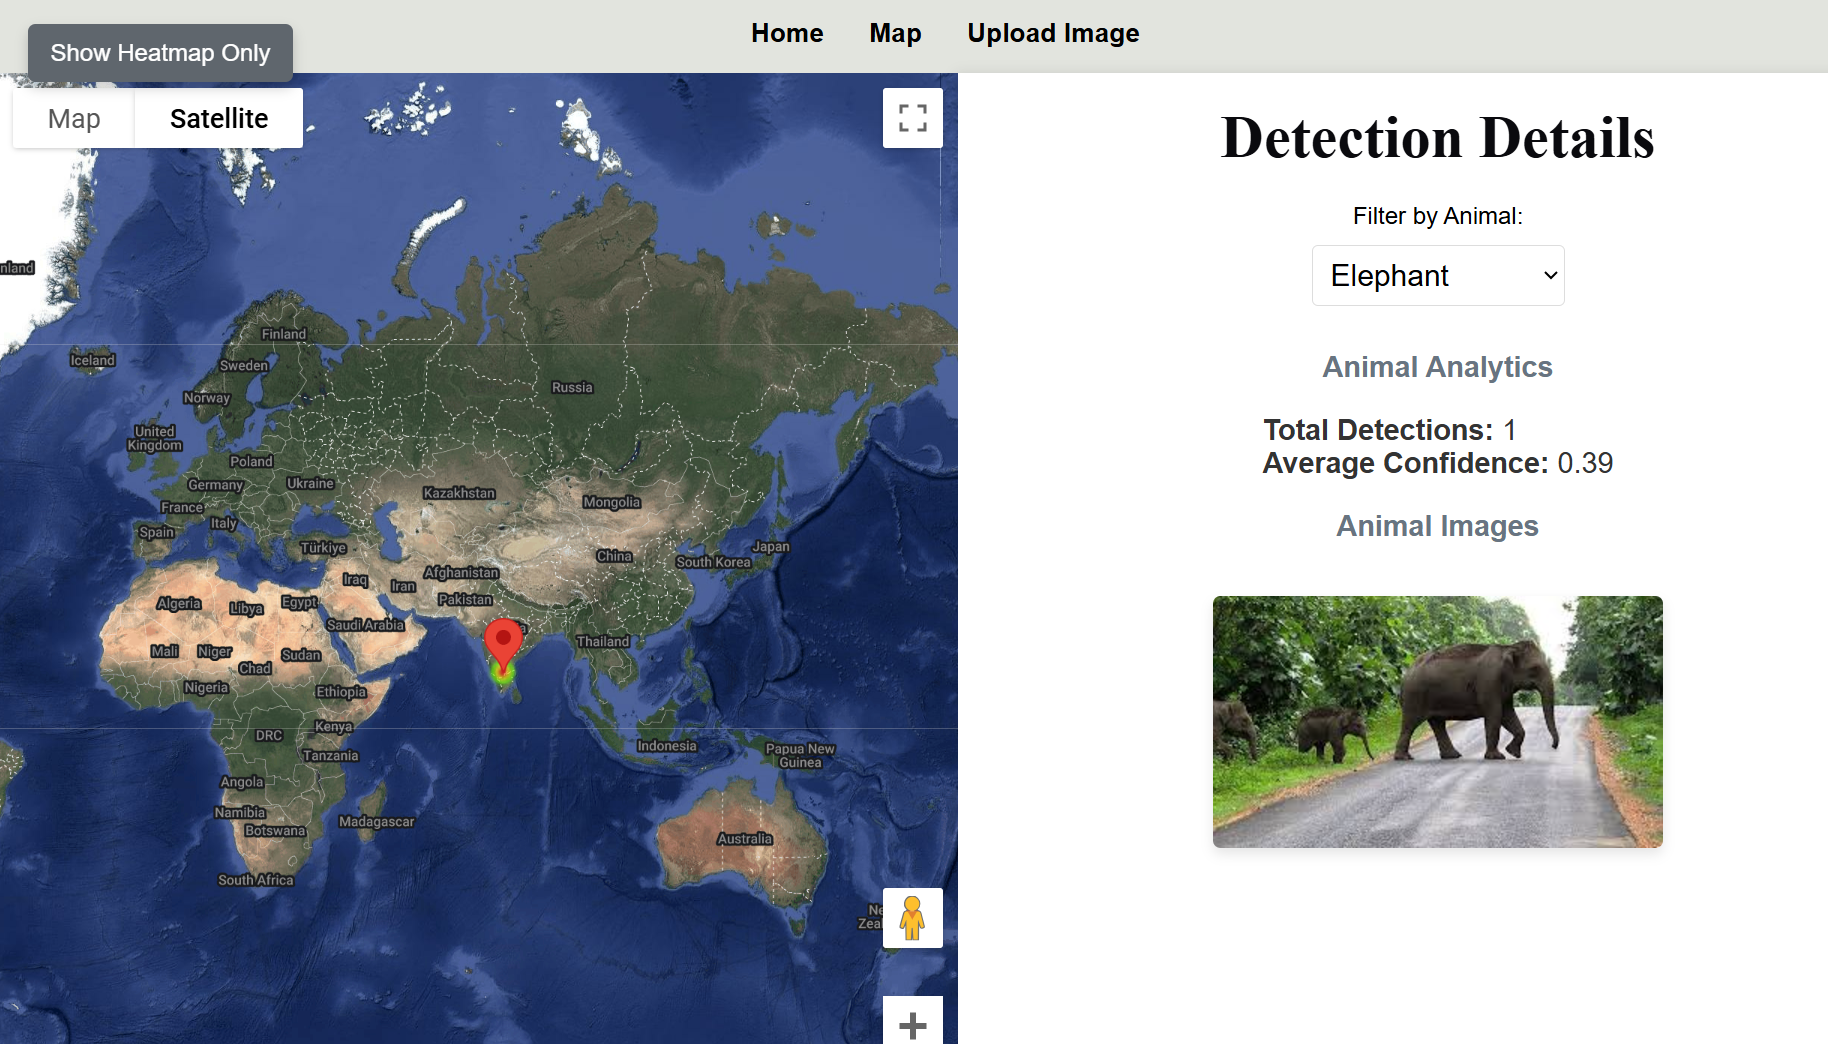 Home Map Upload Image
Show Heatmap Only
Map Satellite
nland
Iceland
Finland
Sweden
Norway
Russia
United
Kingdom
Poland
Germany
Ukraine
France
Italy
Spain
Türkiye
Kazakhstan
Mongolia
China
Japan
South Korea
Afghanistan
Iraq
Iran
Pakistan
Algeria
Libya
Egypt
Saudi Arabia
Thailand
Mali
Niger
Chad
Sudan
Nigeria
Ethiopia
DRC
Kenya
Tanzania
Indonesia
Papua New
Guinea
Angola
Namibia
Botswana
Madagascar
Australia
South Africa
Ne
Zeal
Detection Details
Filter by Animal:
Elephant
Animal Analytics
Total Detections: 1
Average Confidence: 0.39
Animal Images